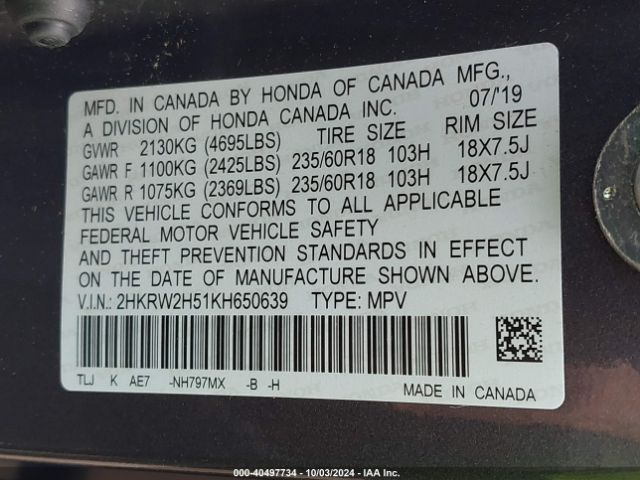 MFD. IN CANADA BY HONDA OF CANADA MFG.,
A DIVISION OF HONDA CANADA INC. 07/'19
GVWR 2130KG (4695LBS) TIRE SIZE RIM SIZE
GAWR F 1100KG (2425LBS) 235/60R18 103H 18X7.5J
GAWR R 1075KG (2369LBS) 235/60R18 103H 18X7.5J
THIS VEHICLE CONFORMS TO ALL APPLICABLE
FEDERAL MOTOR VEHICLE SAFETY
AND THEFT PREVENTION STANDARDS IN EFFECT
ON THE DATE OF MANUFACTURE SHOWN ABOVE.
V.I.N.: 2HKRW2H51KH650639 TYPE: MPV
TLJ K AE7 -NH797MX -B -H
MADE IN CANADA
000-40497734 - 10/03/2024 - IAA Inc.